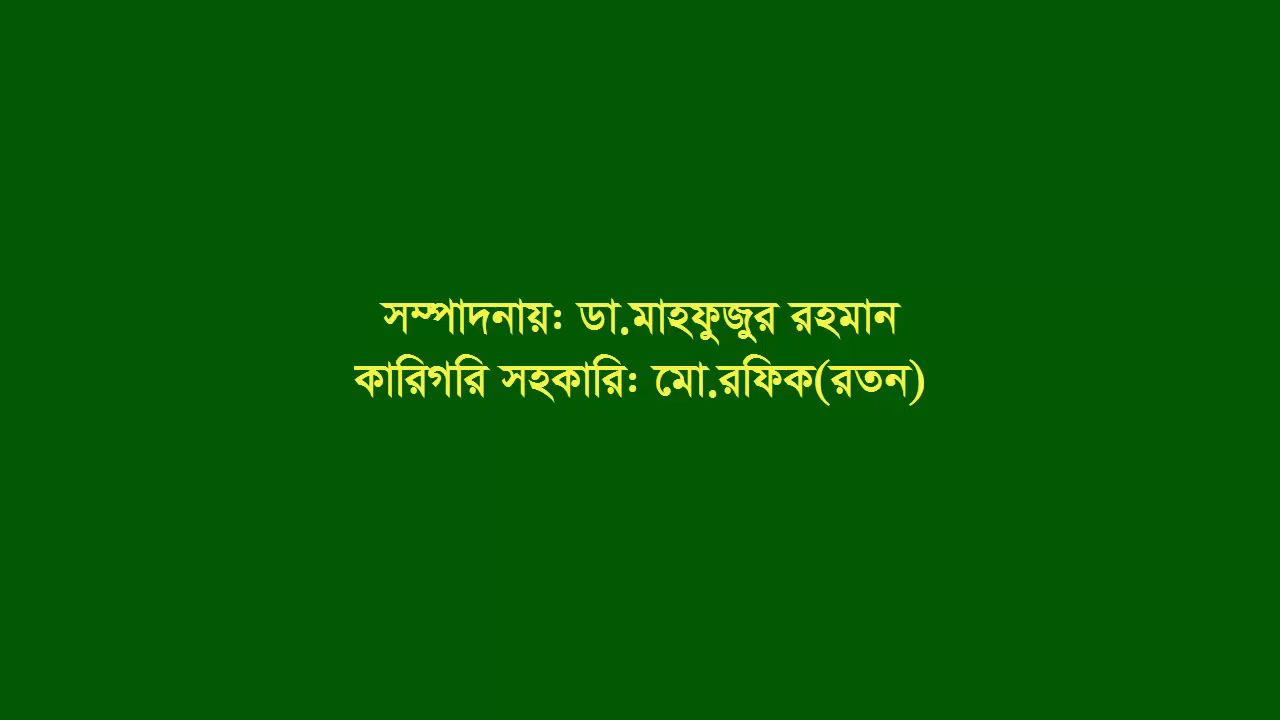 সম্পাদনায়ঃ ডা.মাহফুজুর রহমান
কারিগরি সহকারিঃ মো.রফিক(রতন)